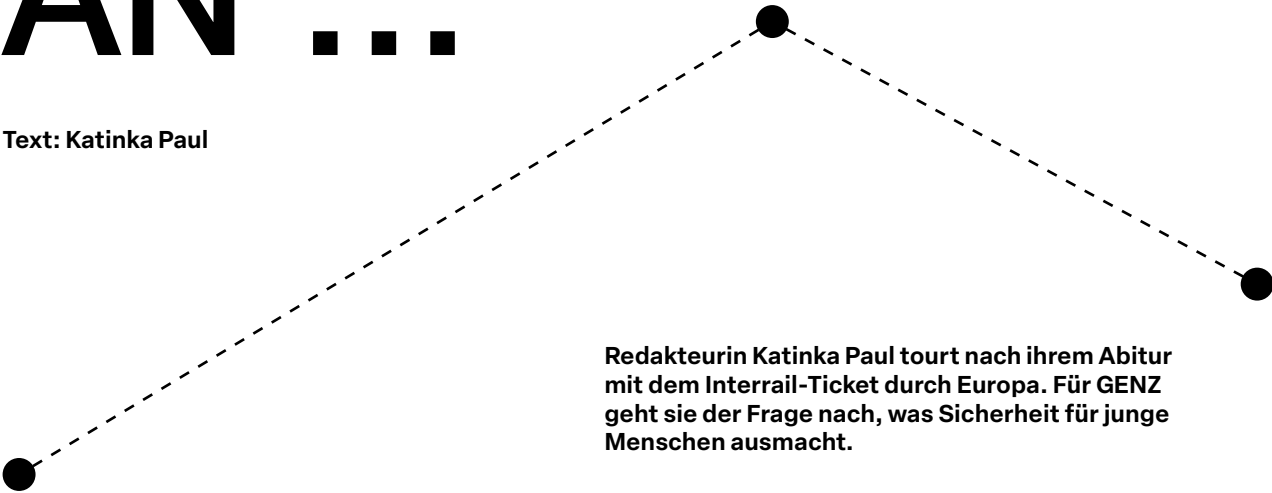 AN ...
Text: Katinka Paul
Redakteurin Katinka Paul tourt nach ihrem Abitur
mit dem Interrail-Ticket durch Europa. Für GENZ
geht sie der Frage nach, was Sicherheit für junge
Menschen ausmacht.